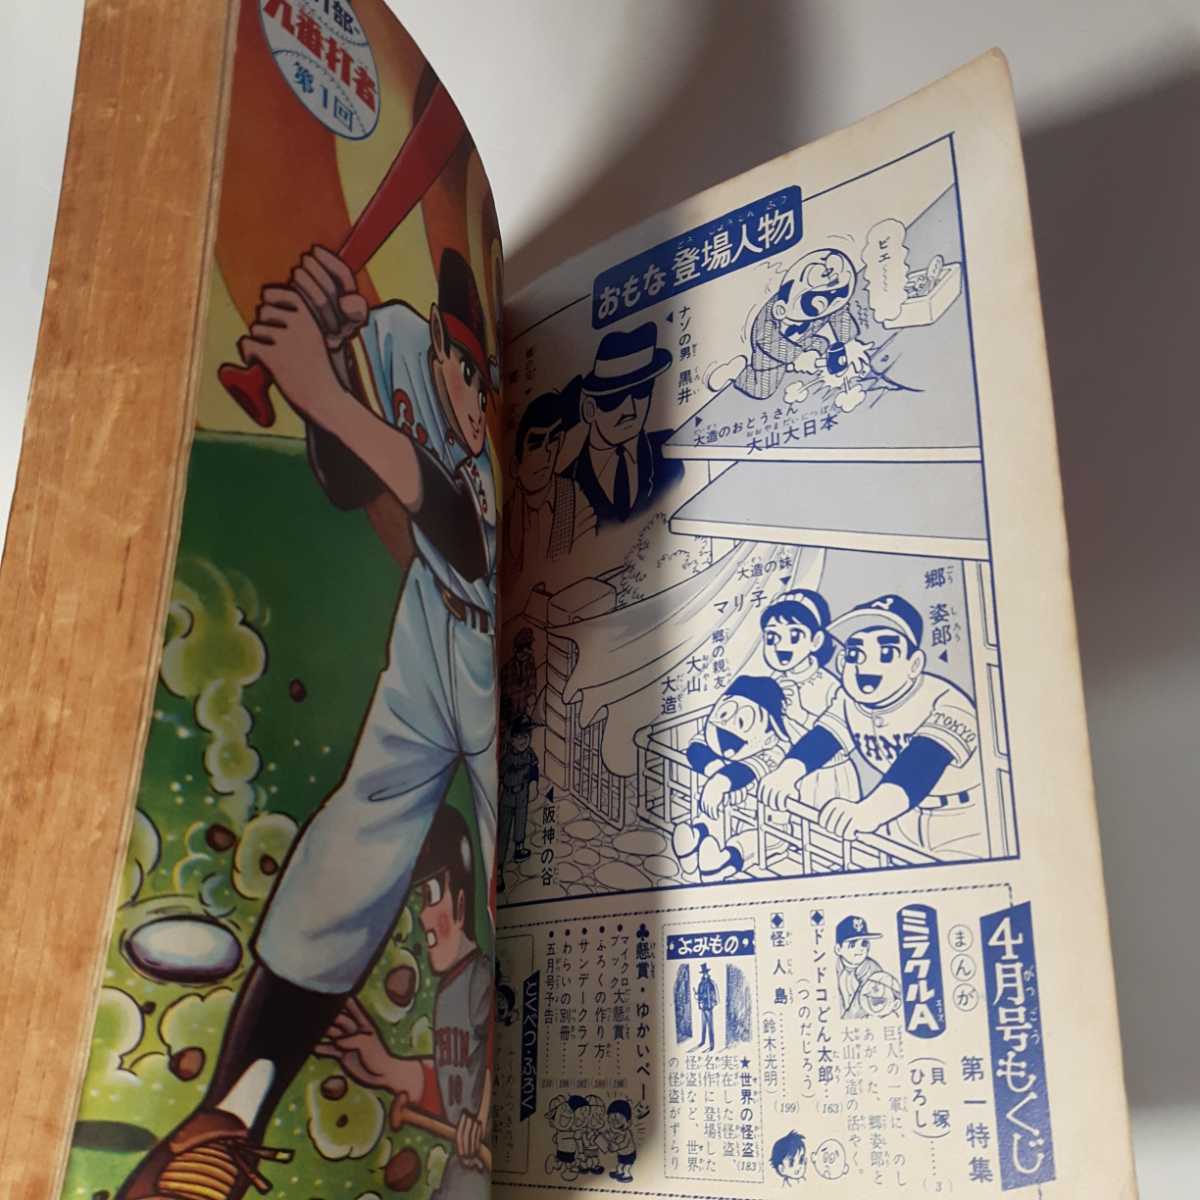 部・
八番打者
第1回
おもな登場人物
ビエ〜〜〜
ナゾの男 黒井
大造のおとうさん
大山大日本
大造の妹
マリ子
郷の親友
大山大造
郷姿郎
TOKYO
阪神の谷
4月号もくじ
まんが
第一特集
ミラクルA
(貝塚ひろし)……3
巨人の一軍に、のし
あがった、郷姿郎と
大山大造の活やく。
◆ドンドコどん太郎……(163)
(つのだじろう)
◆怪人島……(199)
(鈴木光明)
よみもの
★世界の怪盗(183)
実在した怪盗、
名作に登場した
怪盗など、世界
の怪盗がずらり
♣懸賞・ゆかいページ
•マイクロ大懸賞……
ブック
•ふろくの作り方……
•サンデークラブ……
•わらいの別冊……
•五月号予告……
とくべつ・ふろく